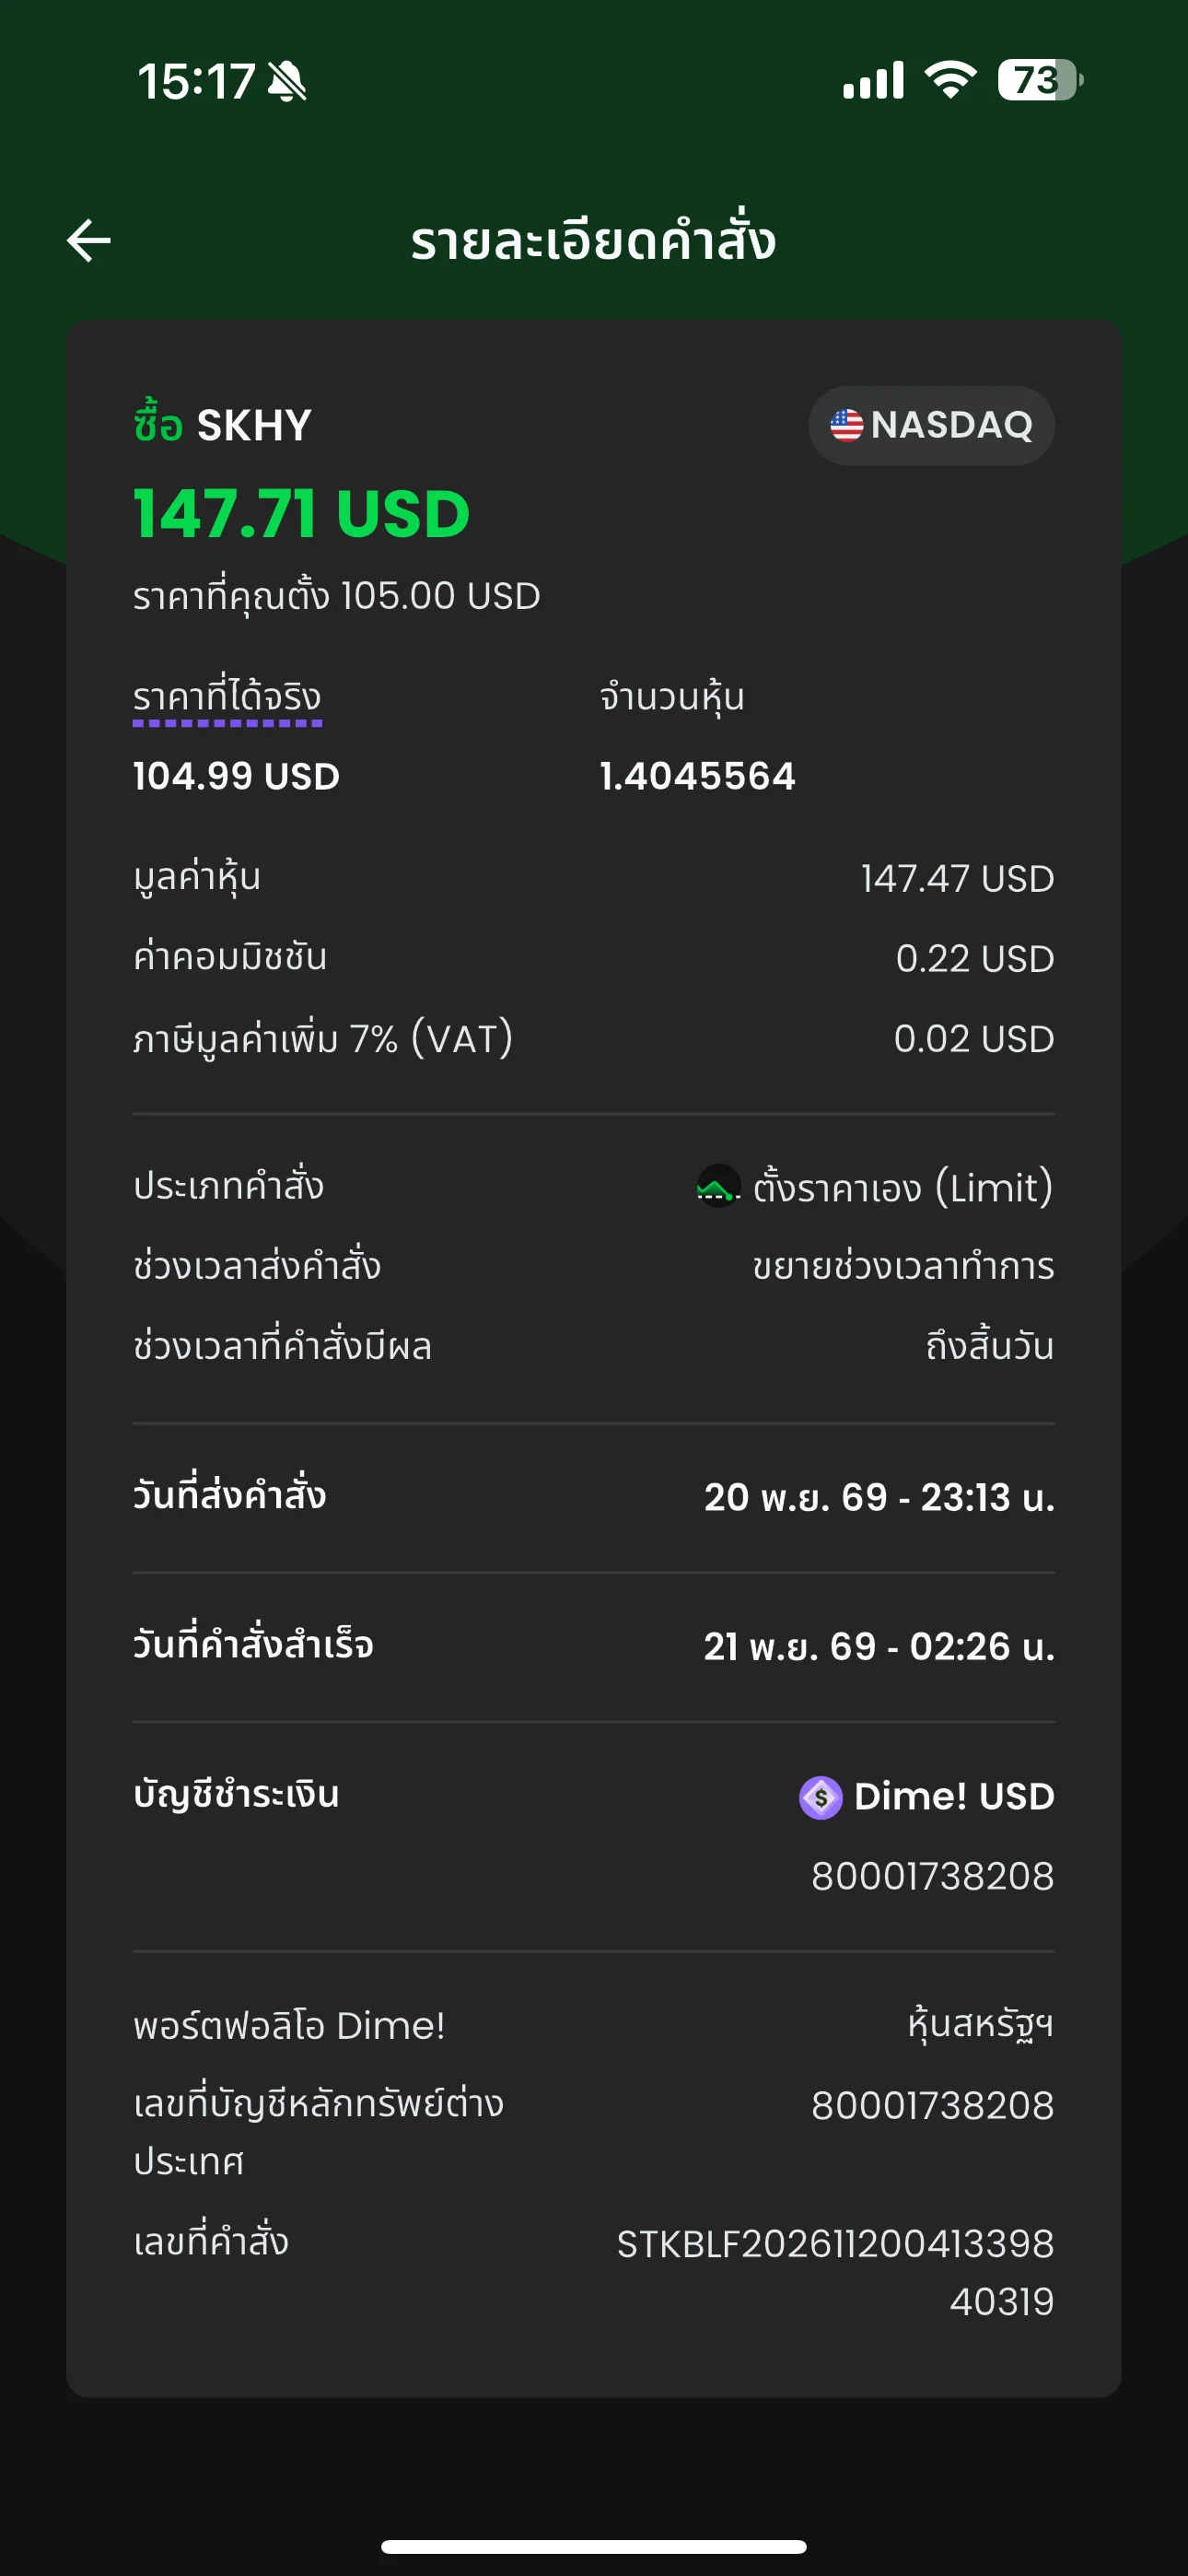 15:17
73
รายละเอียดคำสั่ง
ซื้อ SKHY
NASDAQ
147.71 USD
ราคาที่คุณตั้ง 105.00 USD
ราคาที่ได้จริง จำนวนหุ้น
104.99 USD 1.4045564
มูลค่าหุ้น 147.47 USD
ค่าคอมมิชชัน 0.22 USD
ภาษีมูลค่าเพิ่ม 7% (VAT) 0.02 USD
ประเภทคำสั่ง ตั้งราคาเอง (Limit)
ช่วงเวลาส่งคำสั่ง ขยายช่วงเวลาทำการ
ช่วงเวลาที่คำสั่งมีผล ถึงสิ้นวัน
วันที่ส่งคำสั่ง 20 พ.ย. 69 - 23:13 น.
วันที่คำสั่งสำเร็จ 21 พ.ย. 69 - 02:26 น.
บัญชีชำระเงิน Dime! USD
80001738208
พอร์ตฟอลิโอ Dime! หุ้นสหรัฐฯ
เลขที่บัญชีหลักทรัพย์ต่าง 80001738208
ประเทศ
เลขที่คำสั่ง STKBLF202611200413398
40319